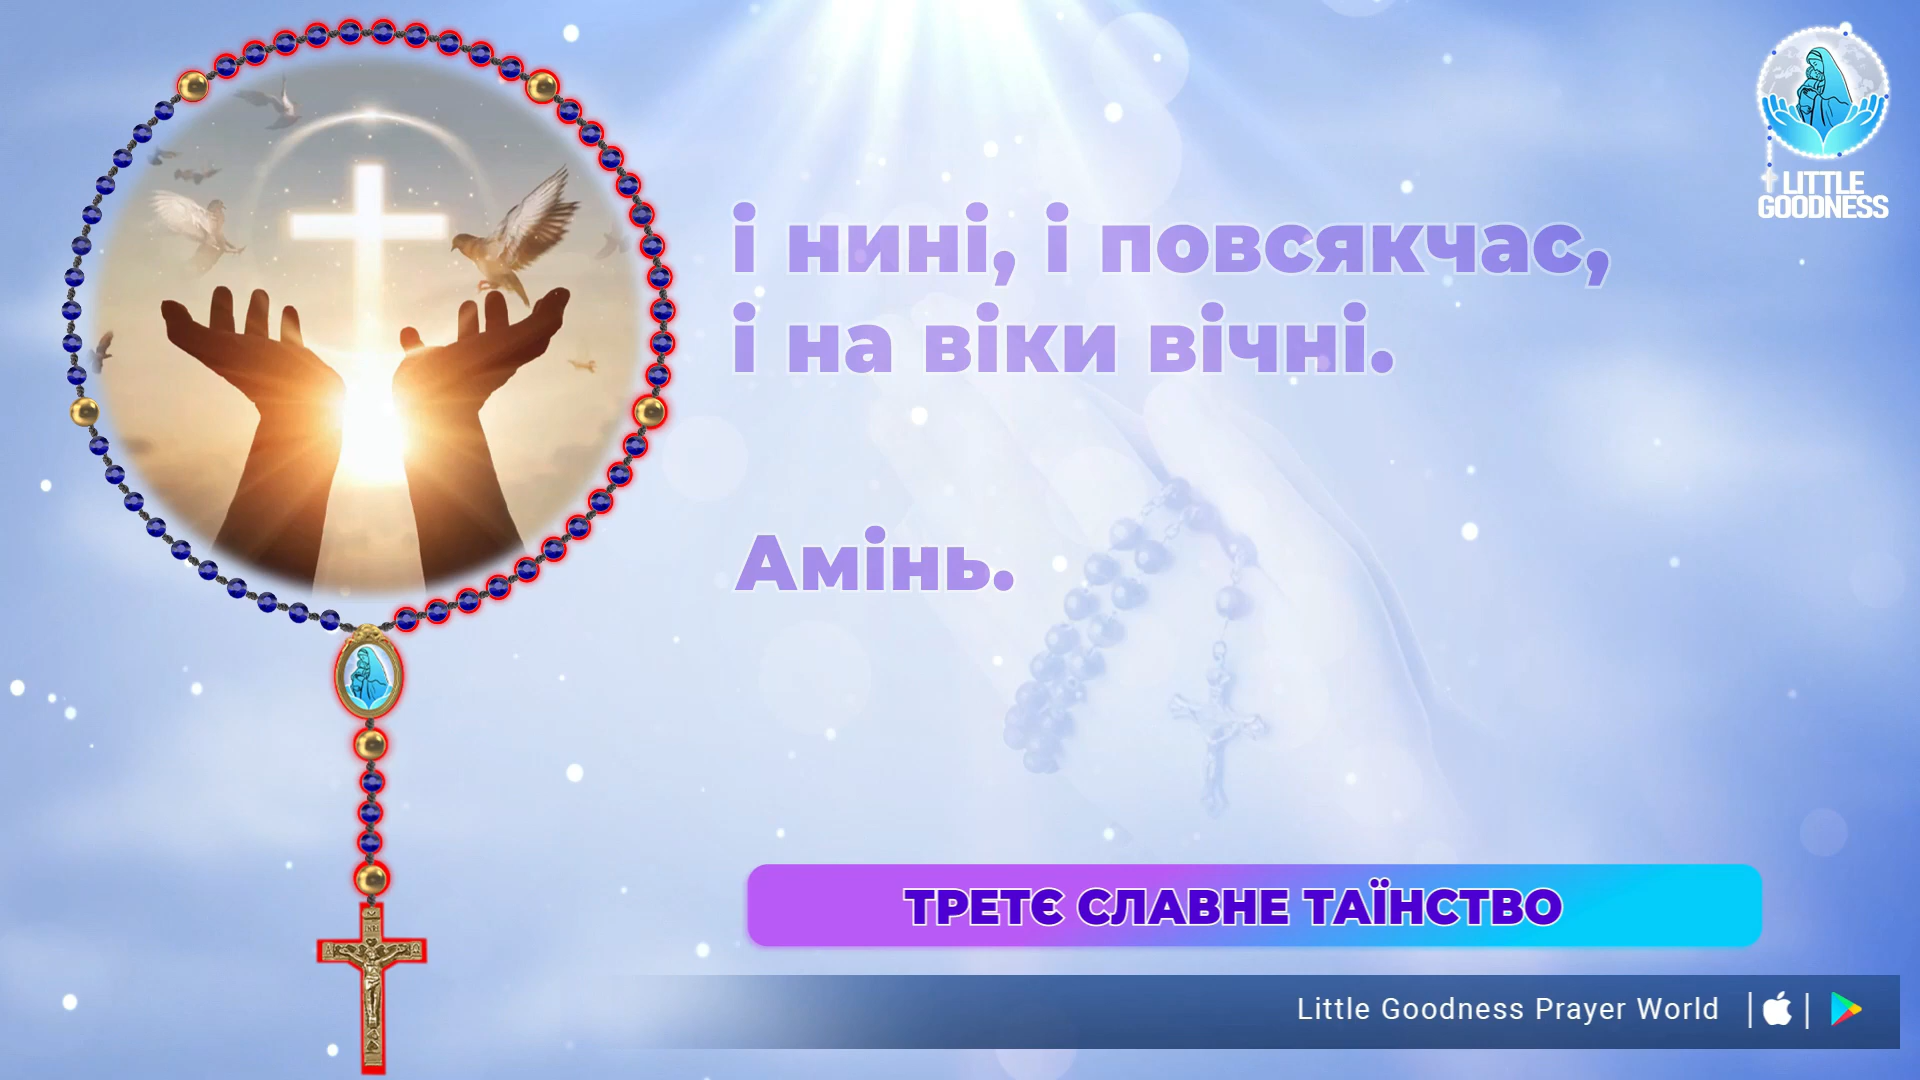 LITTLE
GOODNESS
і нині, і повсякчас,
і на віки вічні.
Амінь.
ТРЕТЄ СЛАВНЕ ТАЇНСТВО
Little Goodness Prayer World